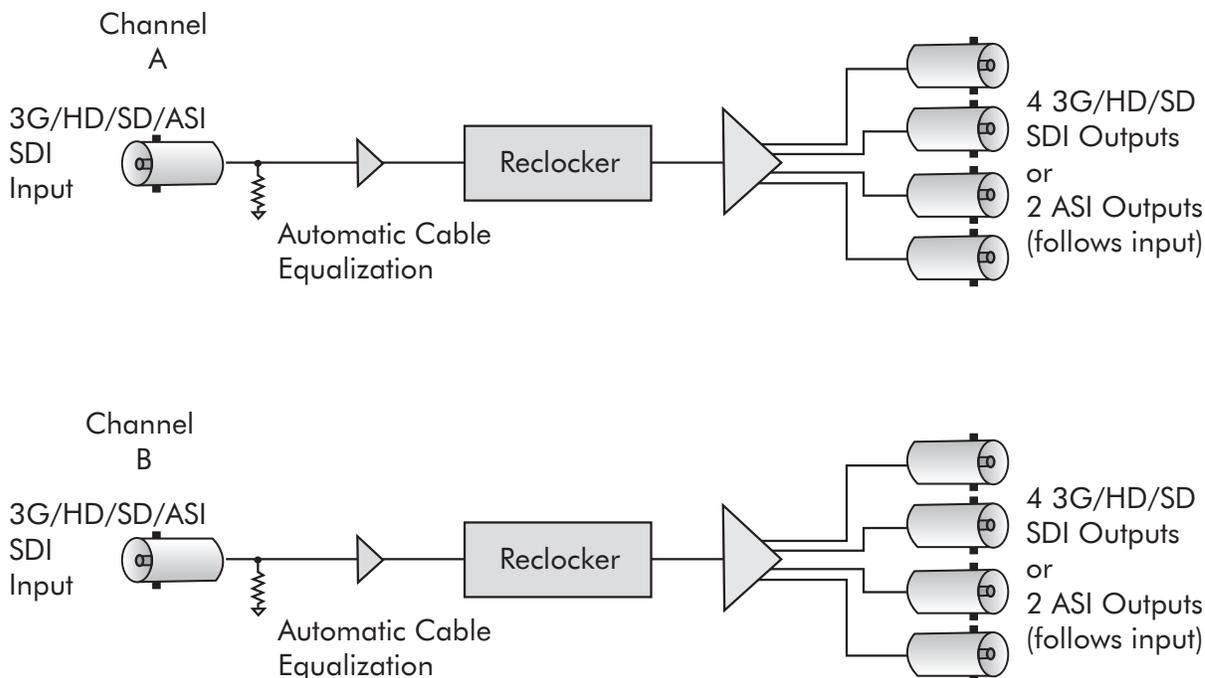 Channel
A
3G/HD/SD/ASI
SDI
Input
Automatic Cable
Equalization
Reclocker
4 3G/HD/SD
SDI Outputs
or
2 ASI Outputs
(follows input)
Channel
B
3G/HD/SD/ASI
SDI
Input
Automatic Cable
Equalization
Reclocker
4 3G/HD/SD
SDI Outputs
or
2 ASI Outputs
(follows input)